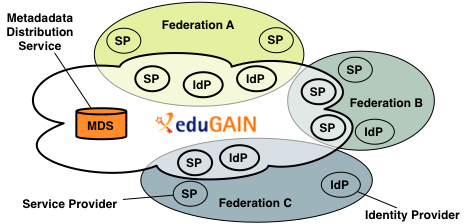 Metadadata
Distribution
Service
Federation A
SP
SP
SP
IdP
IdP
SP
SP
Federation B
SP
IdP
MDS
eduGAIN
SP
IdP
SP
IdP
Federation C
Service Provider
Identity Provider